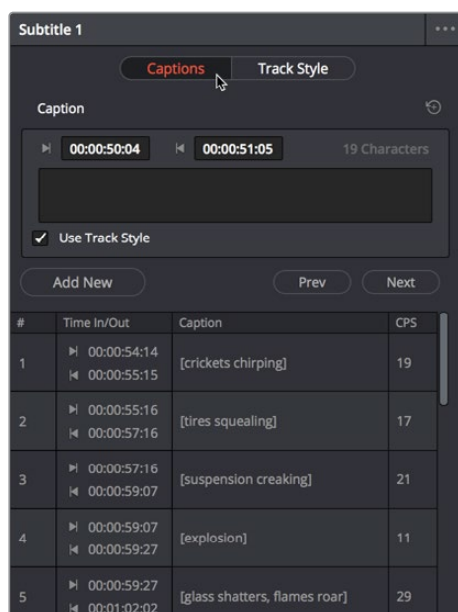 Subtitle 1
Captions Track Style
Caption
00:00:50:04 00:00:51:05 19 Characters
Use Track Style
Add New Prev Next
# Time In/Out Caption CPS
00:00:54:14
1 [crickets chirping] 19
00:00:55:15
00:00:55:16
2 [tires squealing] 17
00:00:57:16
00:00:57:16
3 [suspension creaking] 21
00:00:59:07
00:00:59:07
4 [explosion] 11
00:00:59:27
00:00:59:27
5 [glass shatters, flames roar] 29
00:01:02:02